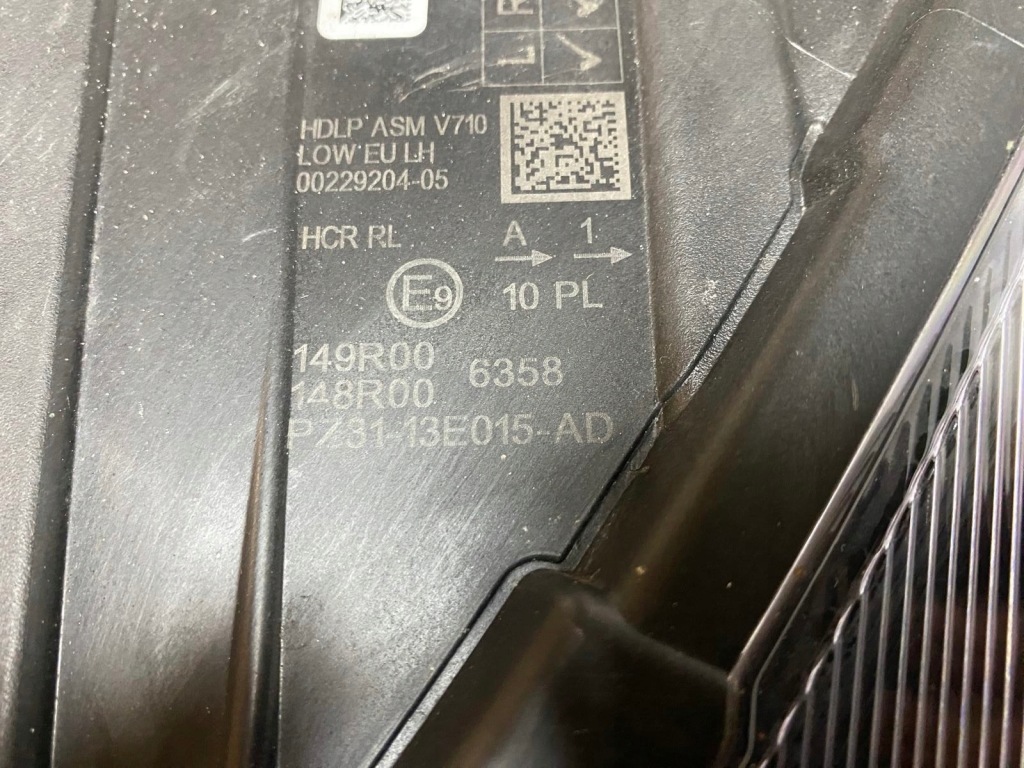 R
L
HDLP ASM V710
LOW EU LH
00229204-05
HCR RL
A 1
E9
10 PL
149R00
148R00
6358
PZ31-13E015-AD